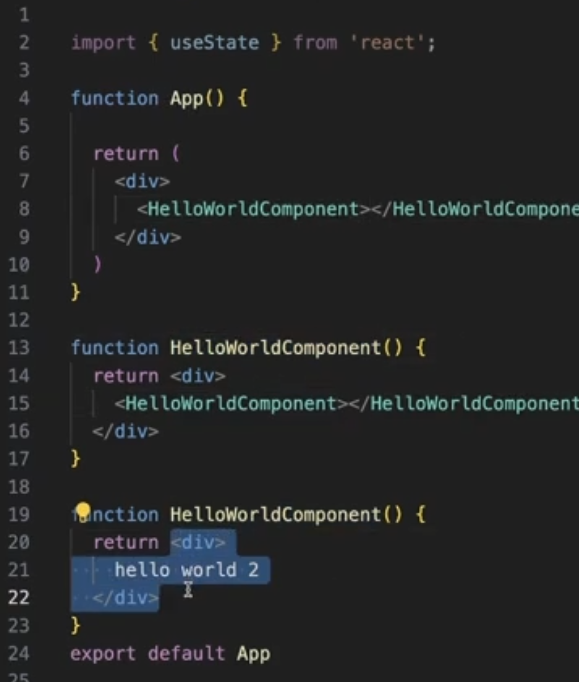 1
2 import { useState } from 'react';
3
4 function App() {
5
6 return (
7 <div>
8 <HelloWorldComponent></HelloWorldCompone
9 </div>
10 )
11 }
12
13 function HelloWorldComponent() {
14 return <div>
15 <HelloWorldComponent></HelloWorldComponent
16 </div>
17 }
18
19 function HelloWorldComponent() {
20 return <div>
21 hello world 2
22 </div>
23 }
24 export default App
25